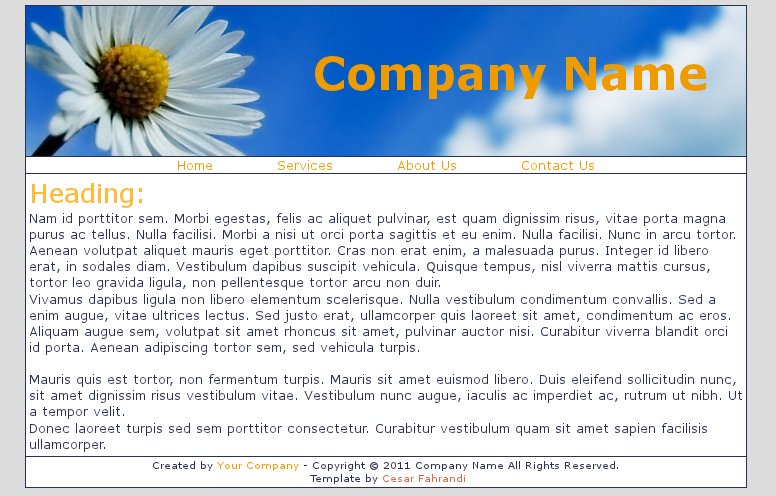 Company Name
Home Services About Us Contact Us
Heading:
Nam id porttitor sem. Morbi egestas, felis ac aliquet pulvinar, est quam dignissim risus, vitae porta magna
purus ac tellus. Nulla facilisi. Morbi a nisi ut orci porta sagittis et eu enim. Nulla facilisi. Nunc in arcu tortor.
Aenean volutpat aliquet mauris eget porttitor. Cras non erat enim, a malesuada purus. Integer id libero
erat, in sodales diam. Vestibulum dapibus suscipit vehicula. Quisque tempus, nisl viverra mattis cursus,
tortor leo gravida ligula, non pellentesque tortor arcu non duir.
Vivamus dapibus ligula non libero elementum scelerisque. Nulla vestibulum condimentum convallis. Sed a
enim augue, vitae ultrices lectus. Sed justo erat, ullamcorper quis laoreet sit amet, condimentum ac eros.
Aliquam augue sem, volutpat sit amet rhoncus sit amet, pulvinar auctor nisi. Curabitur viverra blandit orci
id porta. Aenean adipiscing tortor sem, sed vehicula turpis.
Mauris quis est tortor, non fermentum turpis. Mauris sit amet euismod libero. Duis eleifend sollicitudin nunc,
sit amet dignissim risus vestibulum vitae. Vestibulum nunc augue, iaculis ac imperdiet ac, rutrum ut nibh. Ut
a tempor velit.
Donec laoreet turpis sed sem porttitor consectetur. Curabitur vestibulum quam sit amet sapien facilisis
ullamcorper.
Created by Your Company - Copyright © 2011 Company Name All Rights Reserved.
Template by Cesar Fahrandi